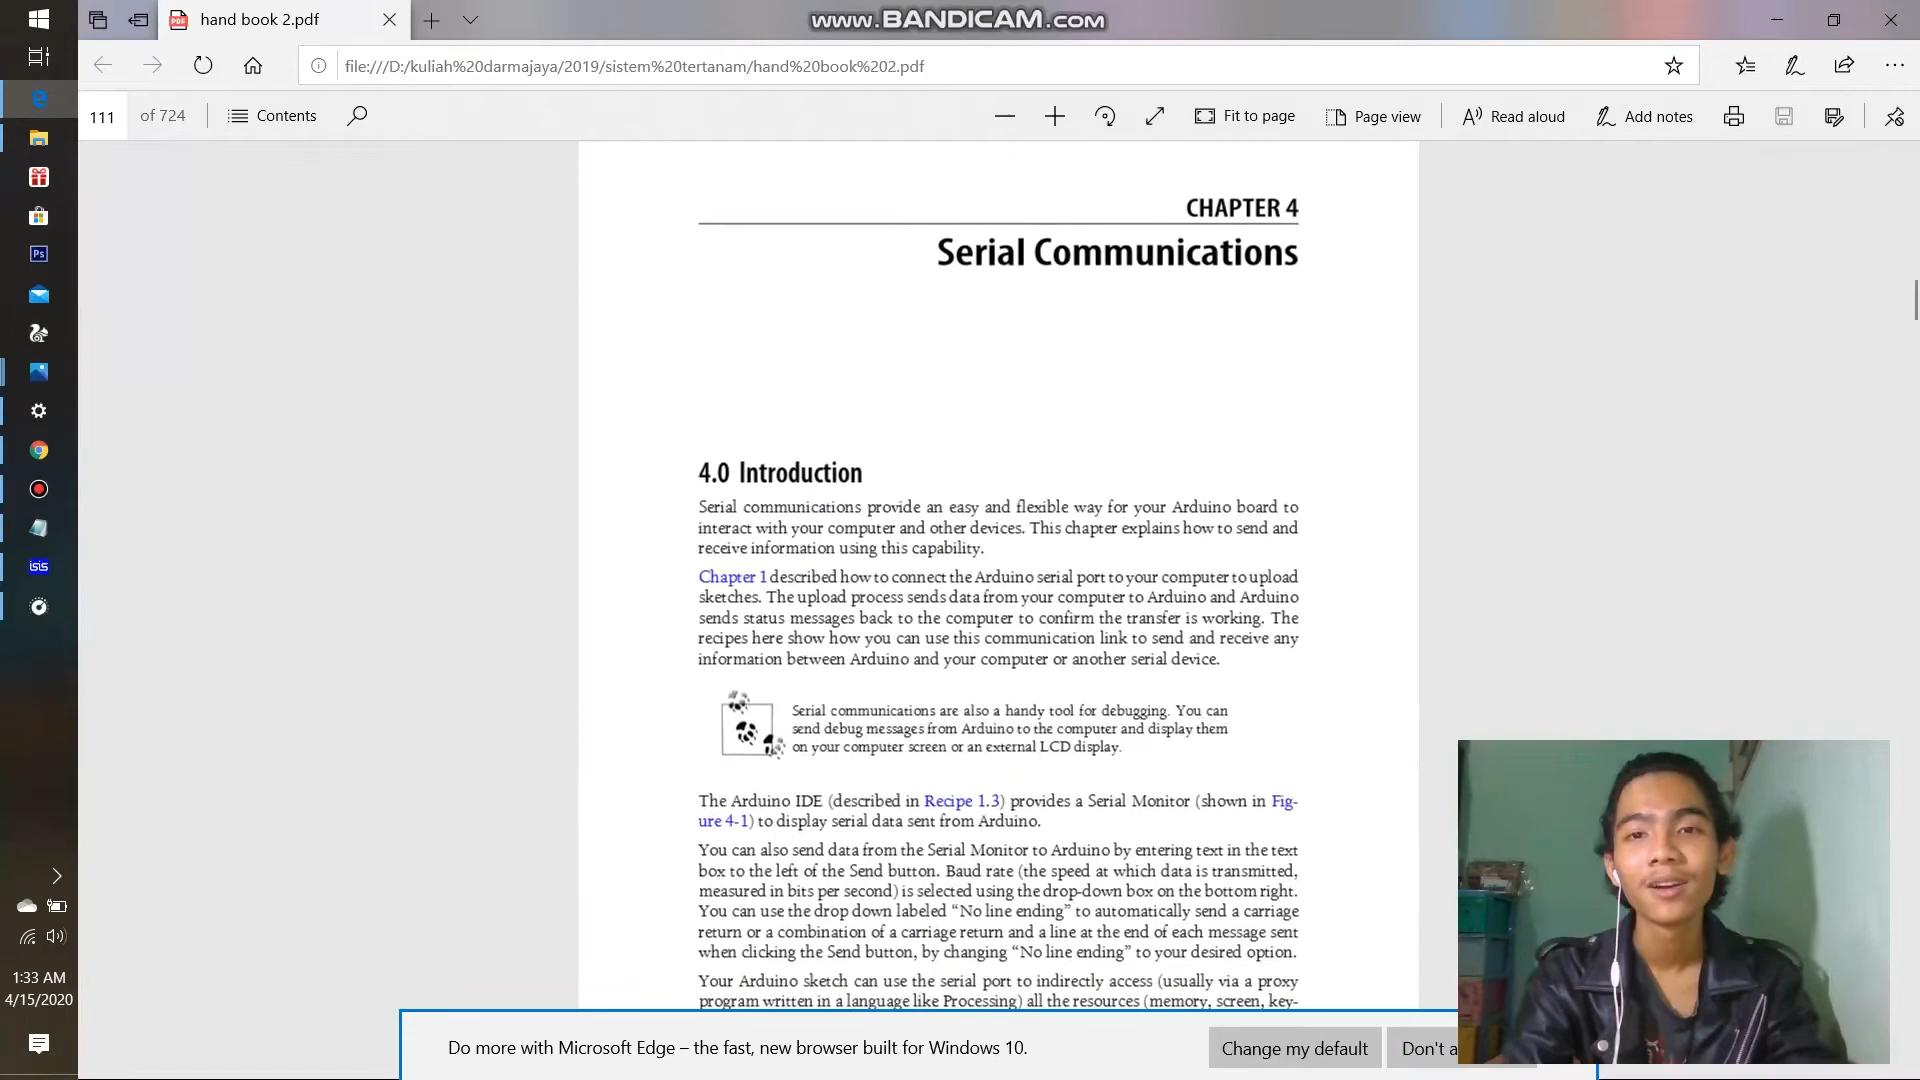 hand book 2.pdf
www.BANDICAM.com
file:///D:/kuliah%20darmajaya/2019/sistem%20tertanam/hand%20book%202.pdf
111 of 724
Contents
Fit to page
Page view
Read aloud
Add notes
CHAPTER 4
Serial Communications
4.0 Introduction
Serial communications provide an easy and flexible way for your Arduino board to
interact with your computer and other devices. This chapter explains how to send and
receive information using this capability.
Chapter 1 described how to connect the Arduino serial port to your computer to upload
sketches. The upload process sends data from your computer to Arduino and Arduino
sends status messages back to the computer to confirm the transfer is working. The
recipes here show how you can use this communication link to send and receive any
information between Arduino and your computer or another serial device.
Serial communications are also a handy tool for debugging. You can
send debug messages from Arduino to the computer and display them
on your computer screen or an external LCD display.
The Arduino IDE (described in Recipe 1.3) provides a Serial Monitor (shown in Fig-
ure 4-1) to display serial data sent from Arduino.
You can also send data from the Serial Monitor to Arduino by entering text in the text
box to the left of the Send button. Baud rate (the speed at which data is transmitted,
measured in bits per second) is selected using the drop-down box on the bottom right.
You can use the drop down labeled “No line ending” to automatically send a carriage
return or a combination of a carriage return and a line at the end of each message sent
when clicking the Send button, by changing “No line ending” to your desired option.
Your Arduino sketch can use the serial port to indirectly access (usually via a proxy
program written in a language like Processing) all the resources (memory, screen, key-
Do more with Microsoft Edge – the fast, new browser built for Windows 10.
Change my default
Don't a
Ps
isis
1:33 AM
4/15/2020